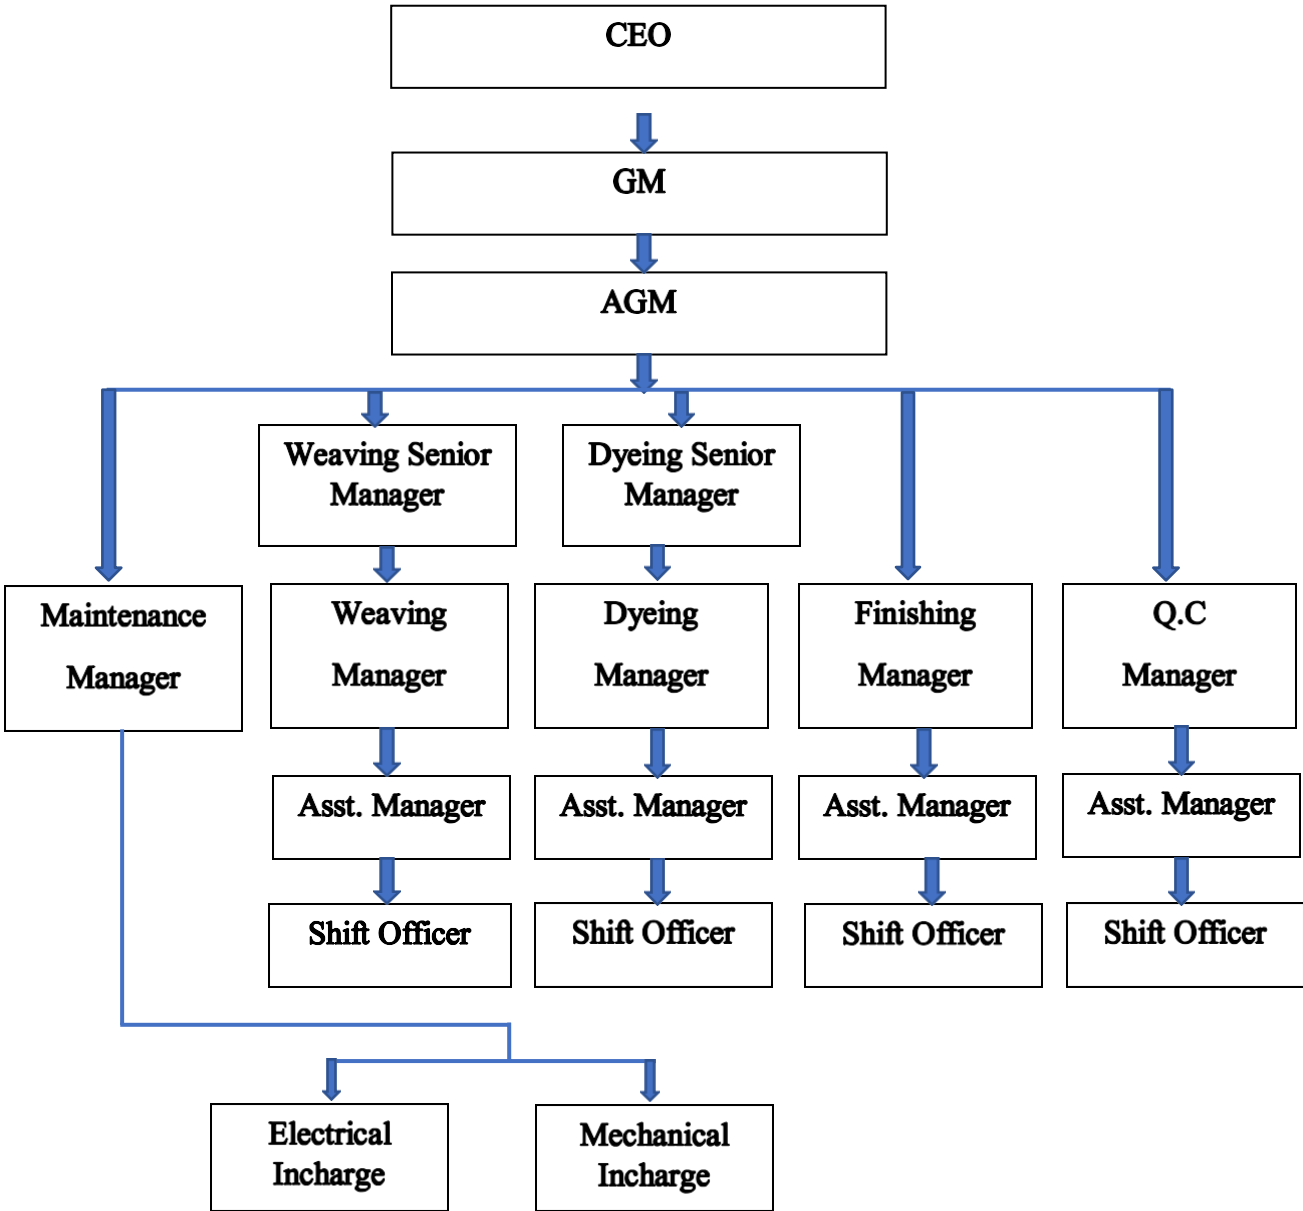 CEO
GM
AGM
Weaving Senior
Manager
Dyeing Senior
Manager
Maintenance
Manager
Weaving
Manager
Dyeing
Manager
Finishing
Manager
Q.C
Manager
Asst. Manager
Asst. Manager
Asst. Manager
Asst. Manager
Shift Officer
Shift Officer
Shift Officer
Shift Officer
Electrical
Incharge
Mechanical
Incharge